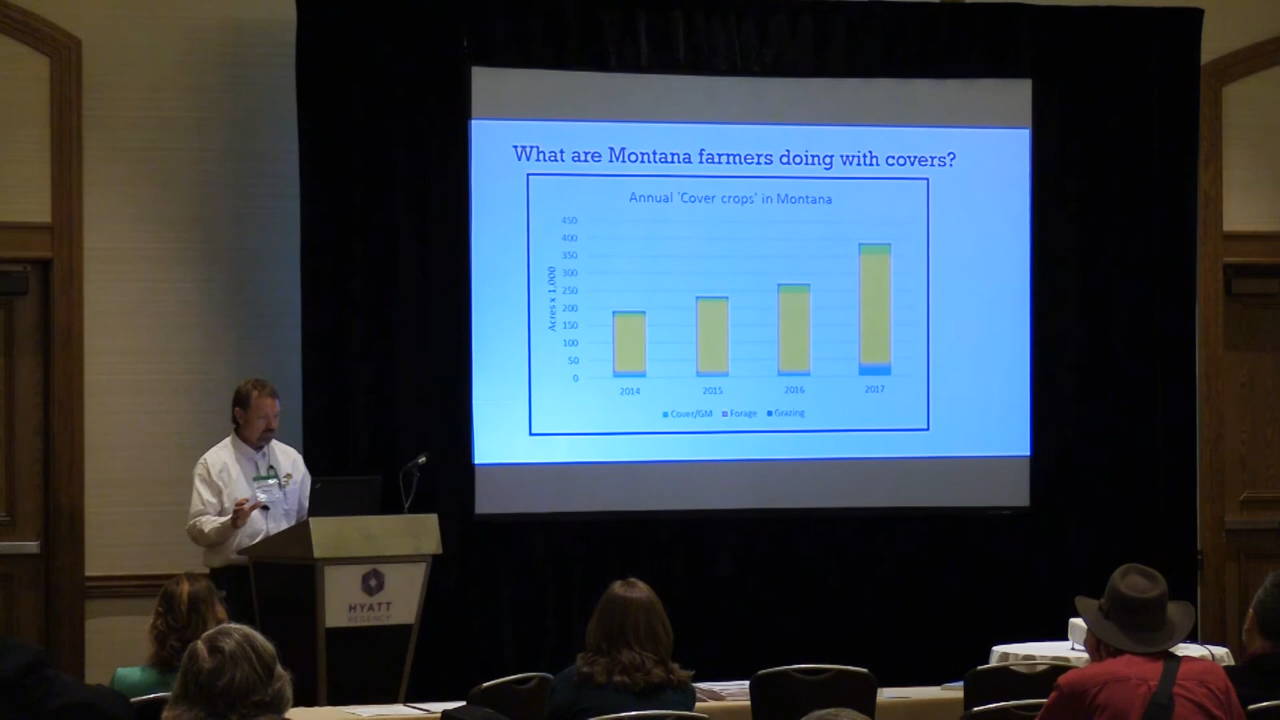 What are Montana farmers doing with covers?
Annual 'Cover crops' in Montana
450
400
350
300
250
200
150
100
50
0
Acres x 1,000
2014
2015
2016
2017
Cover/GM
Forage
Grazing
HYATT
REGENCY